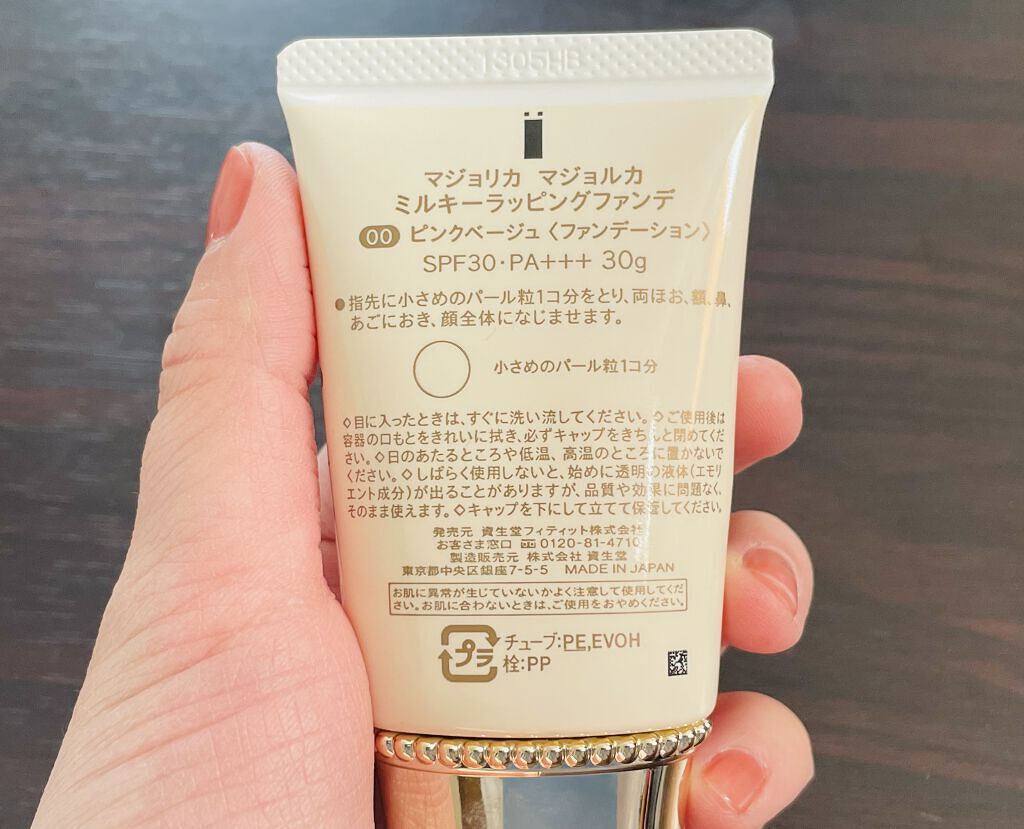 1305HB
ï
マジョリカ マジョルカ
ミルキーラッピングファンデ
00 ピンクベージュ〈ファンデーション〉
SPF30・PA+++ 30g
●指先に小さめのパール粒1コ分をとり、両ほお、額、鼻、
あごにおき、顔全体になじませます。
小さめのパール粒1コ分
◇目に入ったときは、すぐに洗い流してください。◇ご使用後は
容器の口もとをきれいに拭き、必ずキャップをきちんと閉めてくだ
さい。◇日のあたるところや低温、高温のところに置かないで
ください。◇しばらく使用しないと、始めに透明の液体(エモリ
エント成分)が出ることがありますが、品質や効果に問題なく、
そのまま使えます。◇キャップを下にして立てて保管してください。
発売元 資生堂フィティット株式会社
お客さま窓口 0120-81-4710
製造販売元 株式会社 資生堂
東京都中央区銀座7-5-5 MADE IN JAPAN
お肌に異常が生じていないかよく注意して使用してくだ
さい。お肌に合わないときは、ご使用をおやめください。
プラ チューブ:PE,EVOH
栓:PP